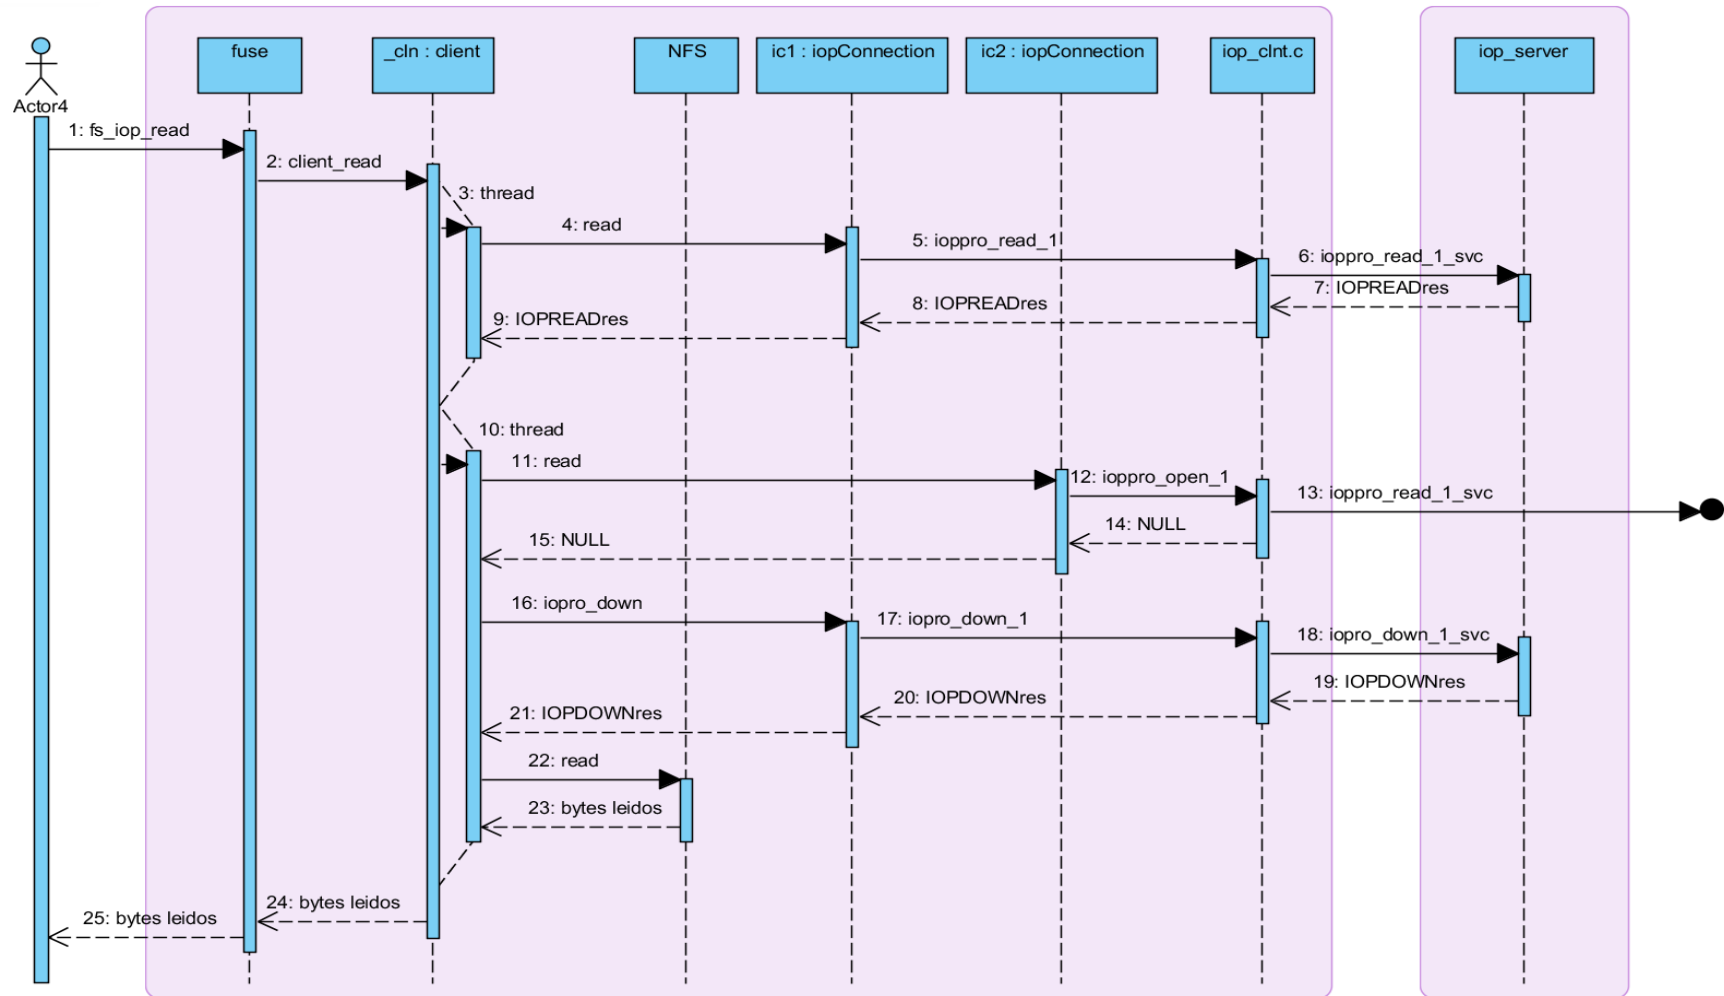 fuse
_cln : client
NFS
ic1 : iopConnection
ic2 : iopConnection
iop_clnt.c
iop_server
Actor4
1: fs_iop_read
2: client_read
3: thread
4: read
5: ioppro_read_1
6: ioppro_read_1_svc
7: IOPREADres
8: IOPREADres
9: IOPREADres
10: thread
11: read
12: ioppro_open_1
13: ioppro_read_1_svc
14: NULL
15: NULL
16: iopro_down
17: iopro_down_1
18: iopro_down_1_svc
19: IOPDOWNres
20: IOPDOWNres
21: IOPDOWNres
22: read
23: bytes leidos
24: bytes leidos
25: bytes leidos